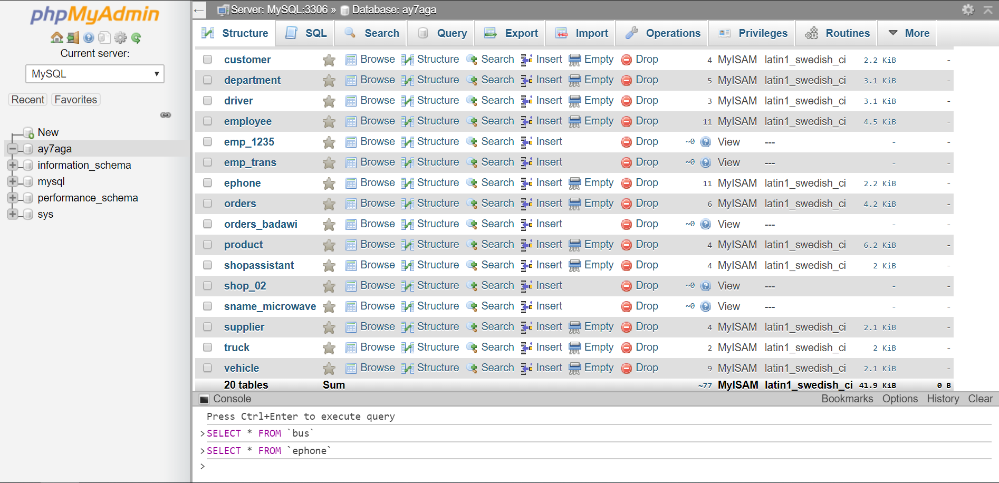 phpMyAdmin
Current server:
MySQL
Recent Favorites
New
ay7aga
information_schema
mysql
performance_schema
sys
Server: MySQL:3306 » Database: ay7aga
Structure SQL Search Query Export Import Operations Privileges Routines More
customer Browse Structure Search Insert Empty Drop 4 MyISAM latin1_swedish_ci 2.2 KiB -
department Browse Structure Search Insert Empty Drop 5 MyISAM latin1_swedish_ci 3.1 KiB -
driver Browse Structure Search Insert Empty Drop 3 MyISAM latin1_swedish_ci 3.1 KiB -
employee Browse Structure Search Insert Empty Drop 11 MyISAM latin1_swedish_ci 4.5 KiB -
emp_1235 Browse Structure Search Insert Drop ~0 View --- - -
emp_trans Browse Structure Search Insert Drop ~0 View --- - -
ephone Browse Structure Search Insert Empty Drop 11 MyISAM latin1_swedish_ci 2.2 KiB -
orders Browse Structure Search Insert Empty Drop 6 MyISAM latin1_swedish_ci 4.2 KiB -
orders_badawi Browse Structure Search Insert Drop ~0 View --- - -
product Browse Structure Search Insert Empty Drop 4 MyISAM latin1_swedish_ci 6.2 KiB -
shopassistant Browse Structure Search Insert Empty Drop 4 MyISAM latin1_swedish_ci 2 KiB -
shop_02 Browse Structure Search Insert Drop ~0 View --- - -
sname_microwave Browse Structure Search Insert Drop ~0 View --- - -
supplier Browse Structure Search Insert Empty Drop 4 MyISAM latin1_swedish_ci 2.1 KiB -
truck Browse Structure Search Insert Empty Drop 2 MyISAM latin1_swedish_ci 2 KiB -
vehicle Browse Structure Search Insert Empty Drop 9 MyISAM latin1_swedish_ci 2.1 KiB -
20 tables Sum ~77 MyISAM latin1_swedish_ci 41.9 KiB 0 B
Console Bookmarks Options History Clear
Press Ctrl+Enter to execute query
>SELECT * FROM `bus`
>SELECT * FROM `ephone`
>